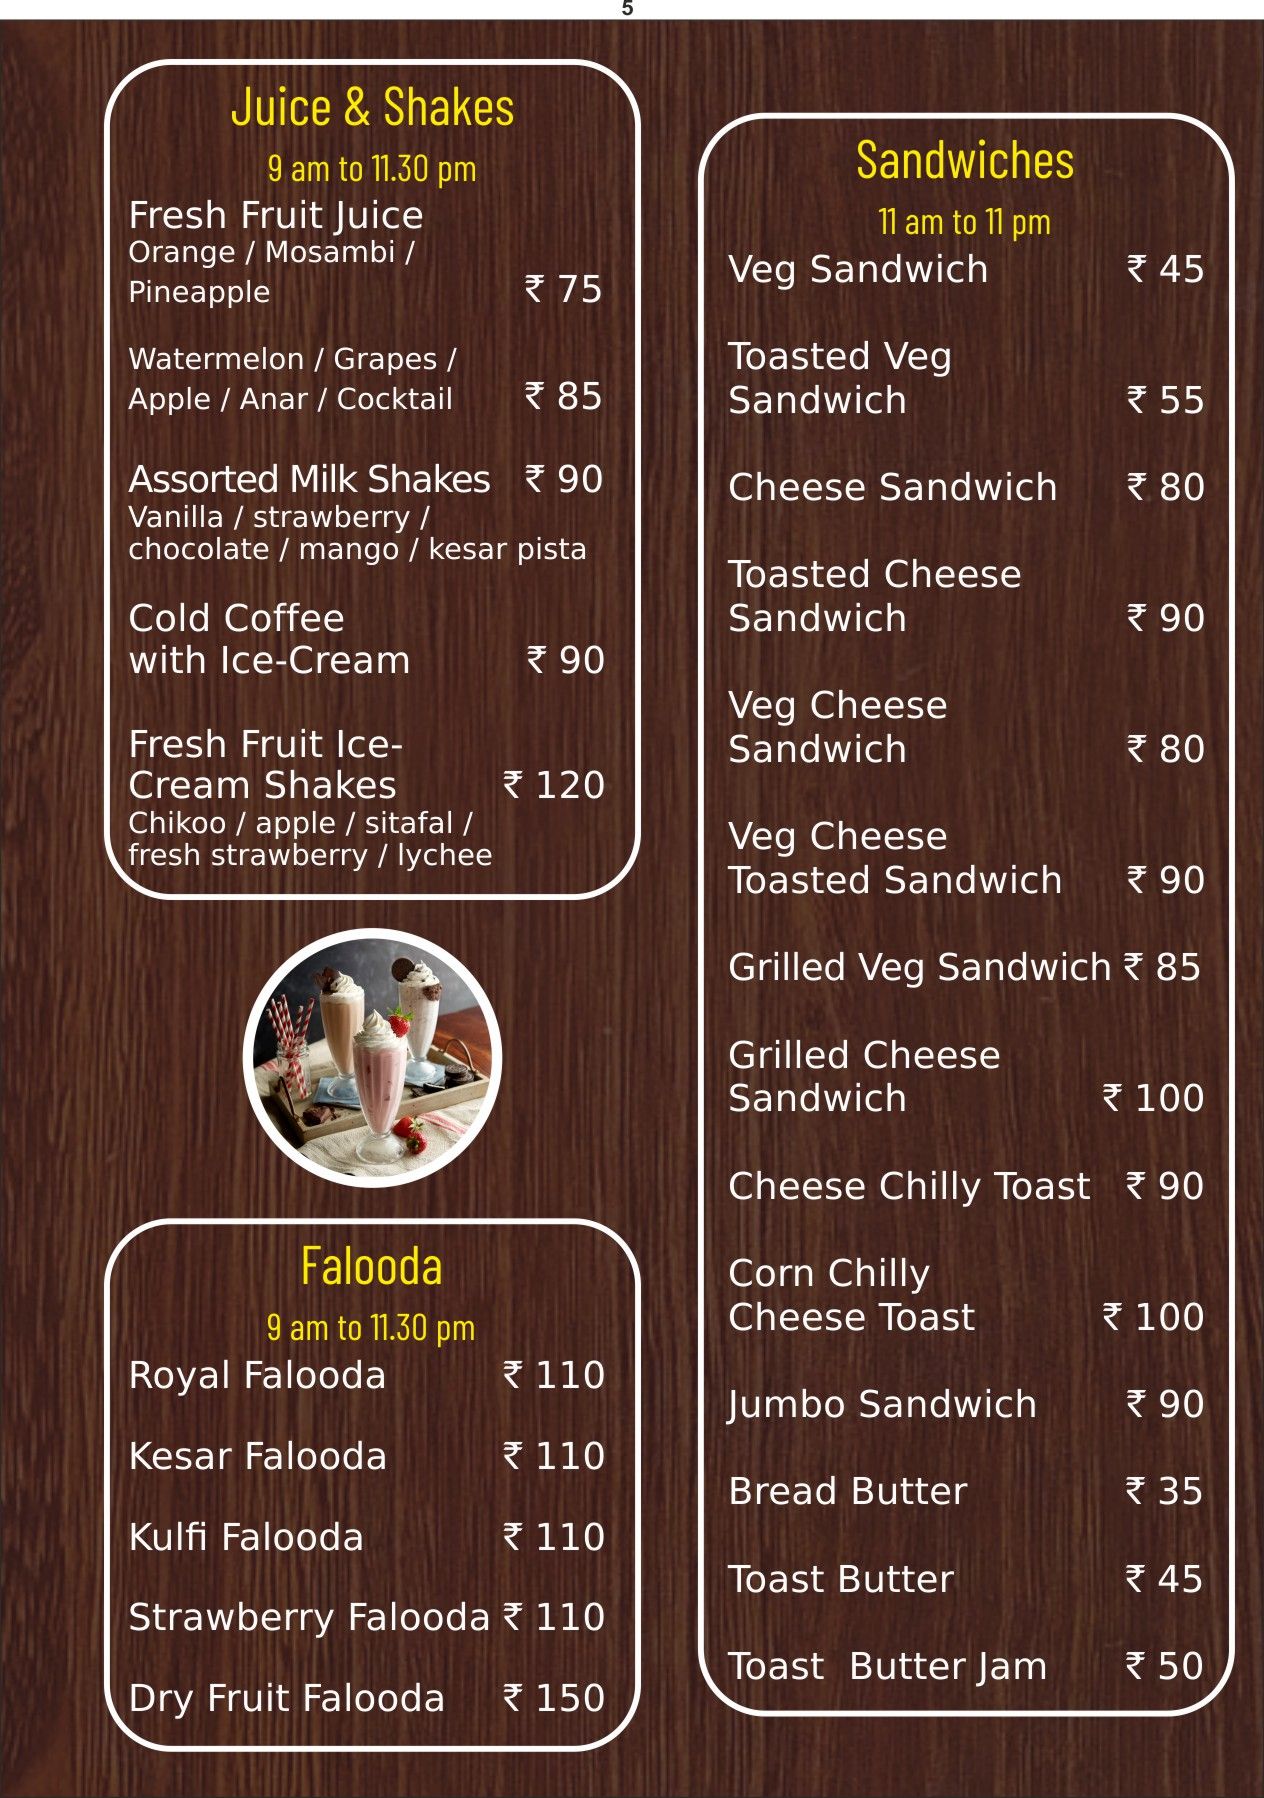 5
Juice & Shakes
9 am to 11.30 pm
Fresh Fruit Juice
Orange / Mosambi /
Pineapple ₹ 75
Watermelon / Grapes /
Apple / Anar / Cocktail ₹ 85
Assorted Milk Shakes ₹ 90
Vanilla / strawberry /
chocolate / mango / kesar pista
Cold Coffee
with Ice-Cream ₹ 90
Fresh Fruit Ice-
Cream Shakes ₹ 120
Chikoo / apple / sitafal /
fresh strawberry / lychee
Falooda
9 am to 11.30 pm
Royal Falooda ₹ 110
Kesar Falooda ₹ 110
Kulfi Falooda ₹ 110
Strawberry Falooda ₹ 110
Dry Fruit Falooda ₹ 150
Sandwiches
11 am to 11 pm
Veg Sandwich ₹ 45
Toasted Veg
Sandwich ₹ 55
Cheese Sandwich ₹ 80
Toasted Cheese
Sandwich ₹ 90
Veg Cheese
Sandwich ₹ 80
Veg Cheese
Toasted Sandwich ₹ 90
Grilled Veg Sandwich ₹ 85
Grilled Cheese
Sandwich ₹ 100
Cheese Chilly Toast ₹ 90
Corn Chilly
Cheese Toast ₹ 100
Jumbo Sandwich ₹ 90
Bread Butter ₹ 35
Toast Butter ₹ 45
Toast  Butter Jam ₹ 50